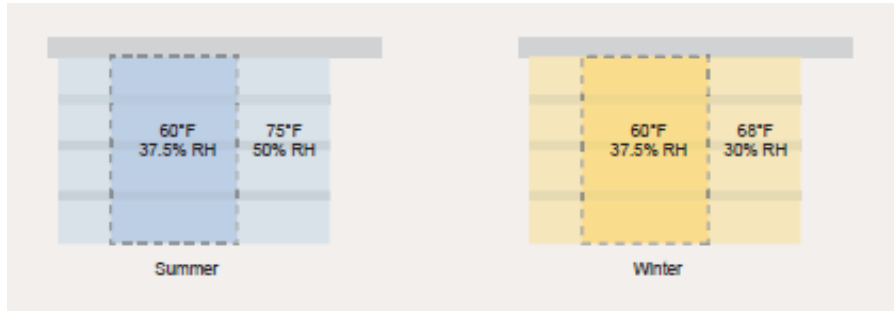 60°F
37.5% RH
75°F
50% RH
Summer
60°F
37.5% RH
68°F
30% RH
Winter